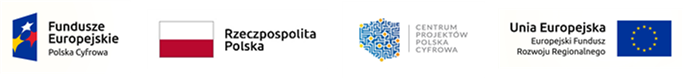 Fundusze
Europejskie
Polska Cyfrowa
Rzeczpospolita
Polska
CENTRUM
PROJEKTÓW
POLSKA
CYFROWA
Unia Europejska
Europejski Fundusz
Rozwoju Regionalnego